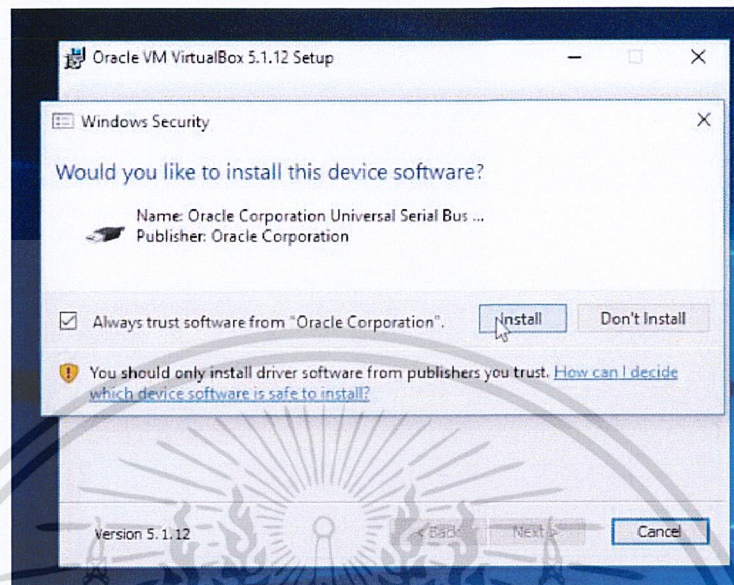 Oracle VM VirtualBox 5.1.12 Setup
Windows Security
Would you like to install this device software?
Name: Oracle Corporation Universal Serial Bus ...
Publisher: Oracle Corporation
Always trust software from "Oracle Corporation".
Install
Don't Install
You should only install driver software from publishers you trust. How can I decide
which device software is safe to install?
Version 5.1.12
< Back
Next >
Cancel